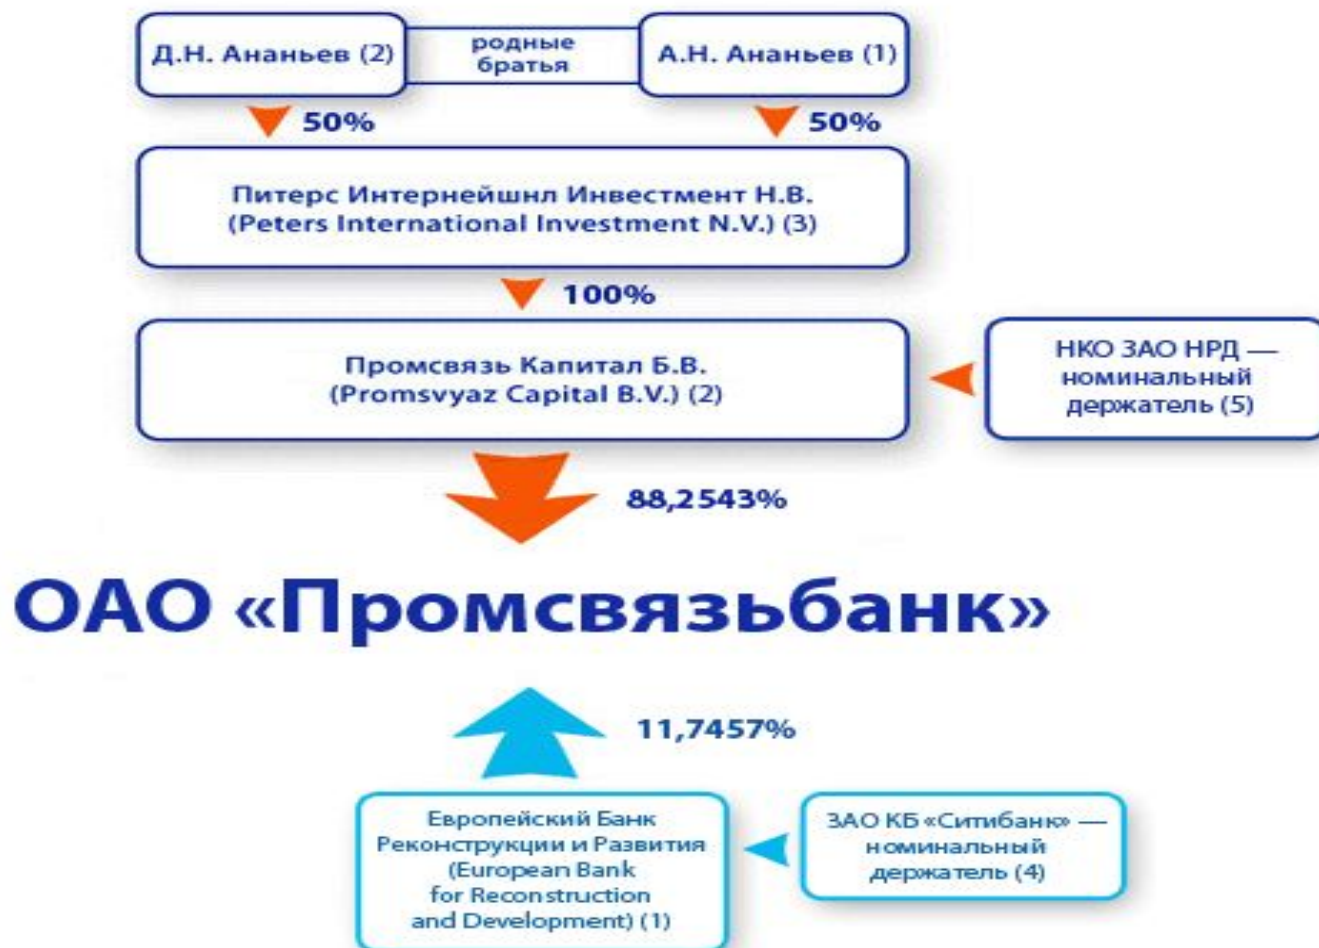 Д.Н. Ананьев (2)
родные
братья
А.Н. Ананьев (1)
50%
50%
Питерс Интернейшнл Инвестмент Н.В.
(Peters International Investment N.V.) (3)
100%
Промсвязь Капитал Б.В.
(Promsvyaz Capital B.V.) (2)
НКО ЗАО НРД —
номинальный
держатель (5)
88,2543%
ОАО «Промсвязьбанк»
11,7457%
Европейский Банк
Реконструкции и Развития
(European Bank
for Reconstruction
and Development) (1)
ЗАО КБ «Ситибанк» —
номинальный
держатель (4)